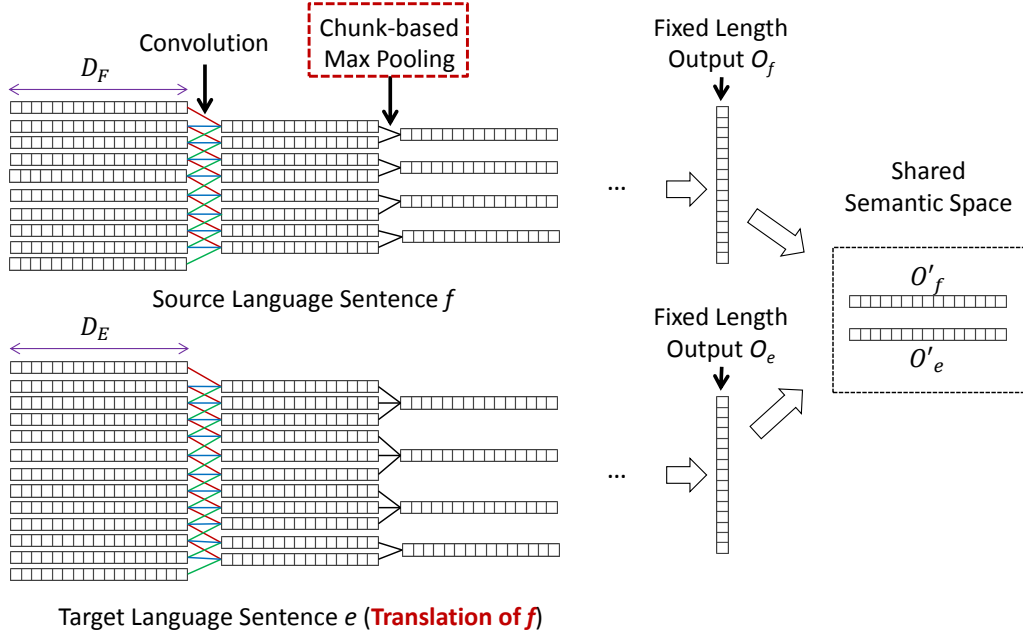 Convolution
Chunk-based
Max Pooling
Fixed Length
Output O_f
D_F
...
Shared
Semantic Space
O'_f
O'_e
Source Language Sentence f
D_E
Fixed Length
Output O_e
...
Target Language Sentence e (Translation of f)